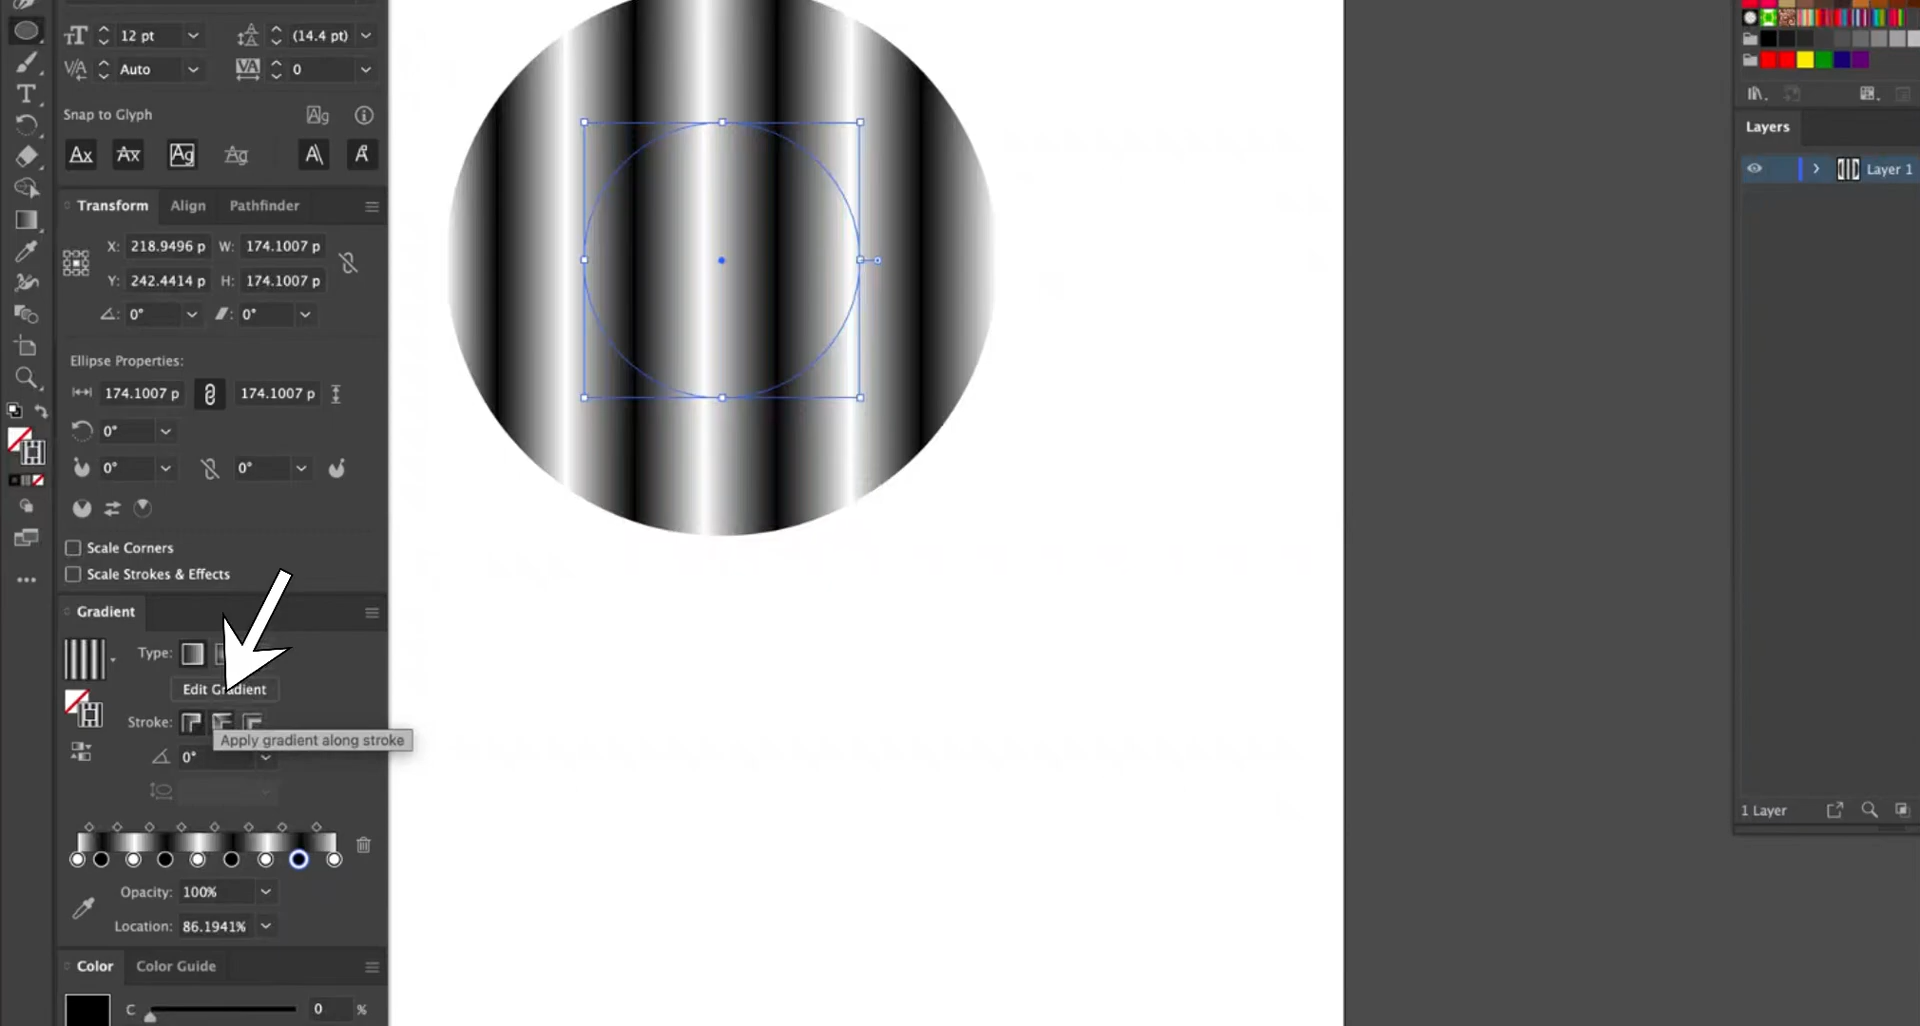 12 pt (14.4 pt)
Auto 0
Snap to Glyph
Transform Align Pathfinder
X: 218.9496 p W: 174.1007 p
Y: 242.4414 p H: 174.1007 p
0° 0°
Ellipse Properties:
174.1007 p 174.1007 p
0°
0° 0°
Scale Corners
Scale Strokes & Effects
Gradient
Type:
Edit Gradient
Stroke:
Apply gradient along stroke
0°
Opacity: 100%
Location: 86.1941%
Color Color Guide
C 0 %
Layers
Layer 1
1 Layer